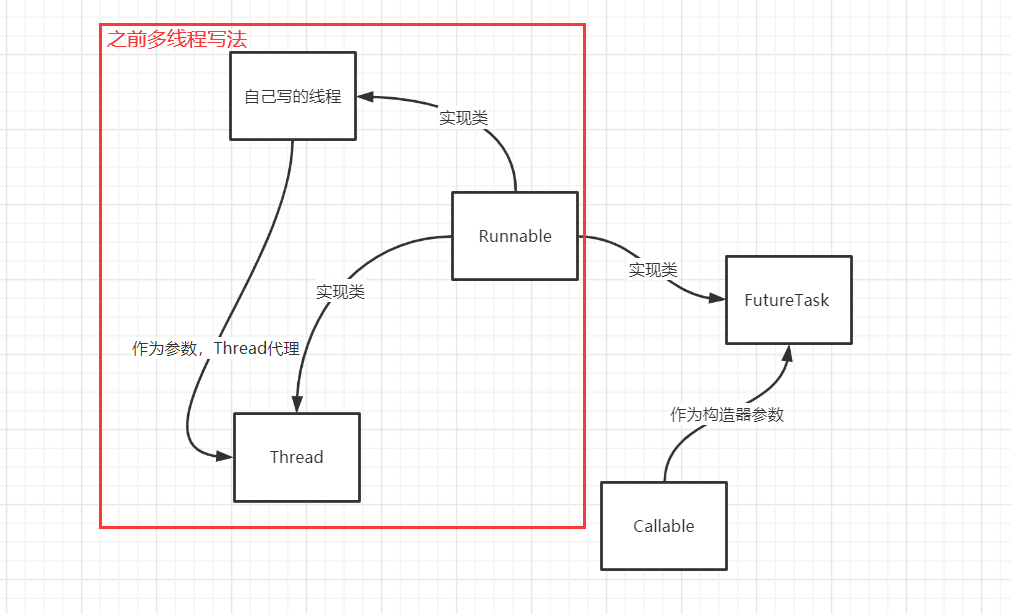 之前多线程写法
自己写的线程
实现类
Runnable
实现类
实现类
FutureTask
作为参数，Thread代理
作为构造器参数
Thread
Callable